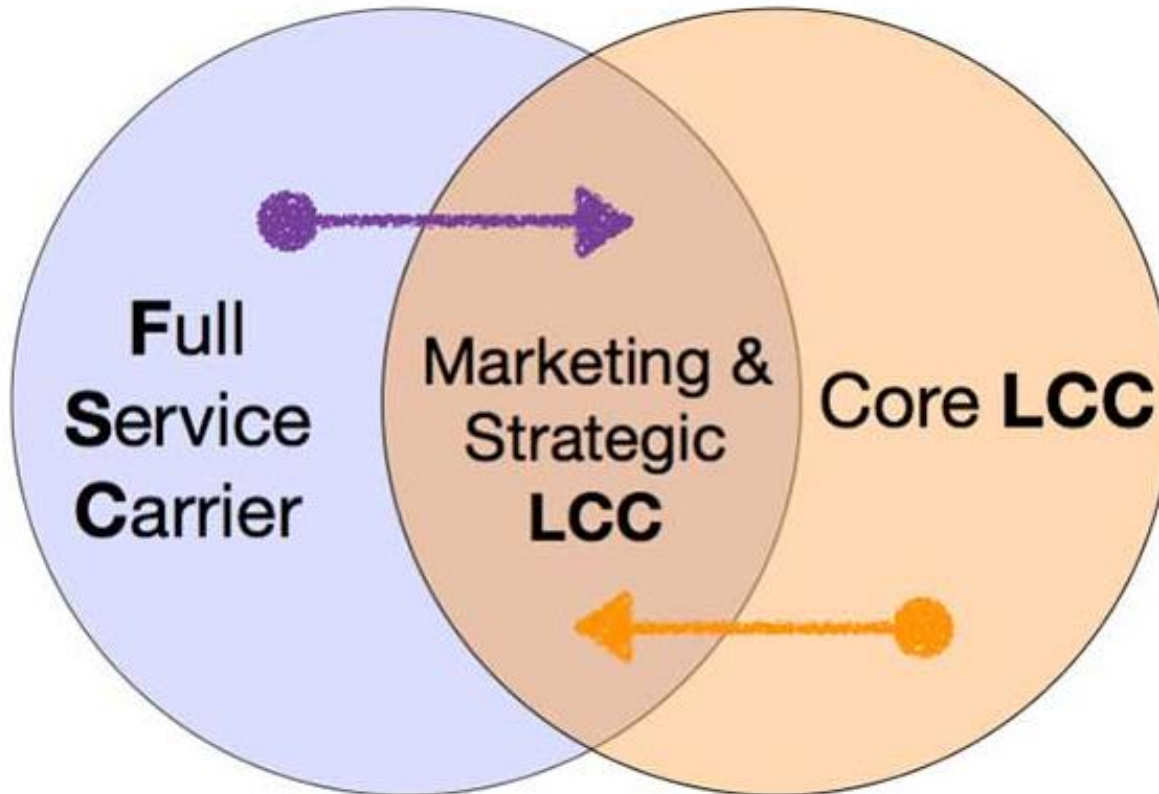 Full
Service
Carrier
Marketing &
Strategic
LCC
Core LCC